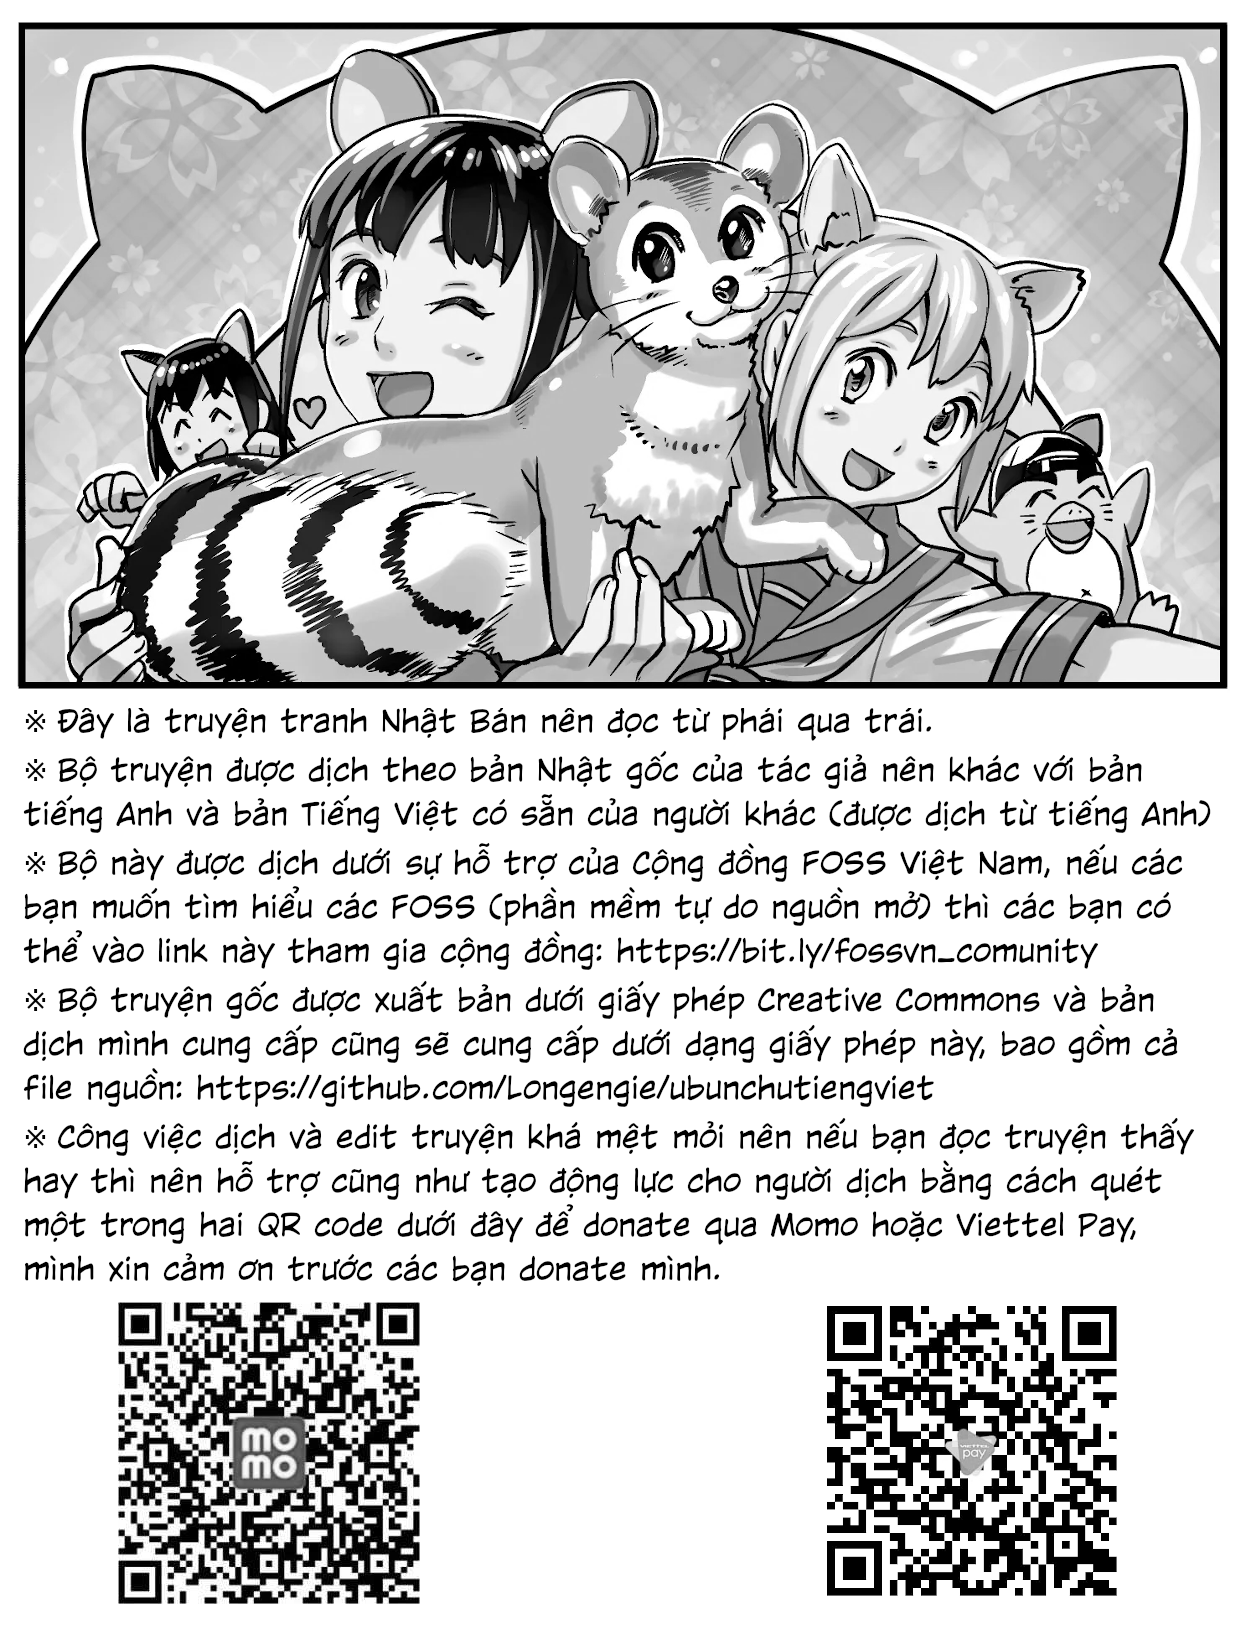 ※ Đây là truyện tranh Nhật Bán nên đọc từ phái qua trái.
※ Bộ truyện được dịch theo bản Nhật gốc của tác giả nên khác với bản
tiếng Anh và bản Tiếng Việt có sẵn của người khác (được dịch từ tiếng Anh)
※ Bộ này được dịch dưới sự hỗ trợ của Cộng đồng FOSS Việt Nam, nếu các
bạn muốn tìm hiểu các FOSS (phần mềm tự do nguồn mở) thì các bạn có
thể vào link này tham gia cộng đồng: https://bit.ly/fossvn_comunity
※ Bộ truyện gốc được xuất bản dưới giấy phép Creative Commons và bản
dịch mình cung cấp cũng sẽ cung cấp dưới dạng giấy phép này, bao gồm cả
file nguồn: https://github.com/Longengie/ubunchutiengviet
※ Công việc dịch và edit truyện khá mệt mỏi nên nếu bạn đọc truyện thấy
hay thì nên hỗ trợ cũng như tạo động lực cho người dịch bằng cách quét
một trong hai QR code dưới đây để donate qua Momo hoặc Viettel Pay,
mình xin cảm ơn trước các bạn donate mình.
mo
mo
VIETTEL
pay